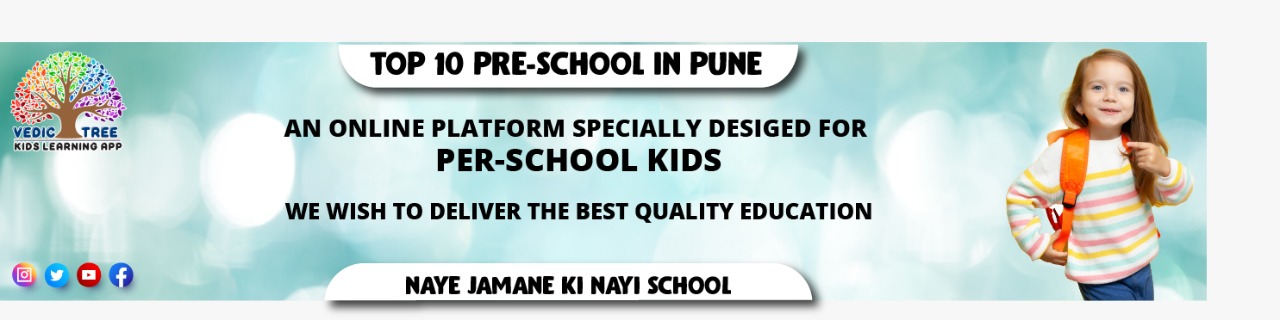 TOP 10 PRE-SCHOOL IN PUNE
VEDIC TREE
KIDS LEARNING APP
AN ONLINE PLATFORM SPECIALLY DESIGED FOR
PER-SCHOOL KIDS
WE WISH TO DELIVER THE BEST QUALITY EDUCATION
NAYE JAMANE KI NAYI SCHOOL